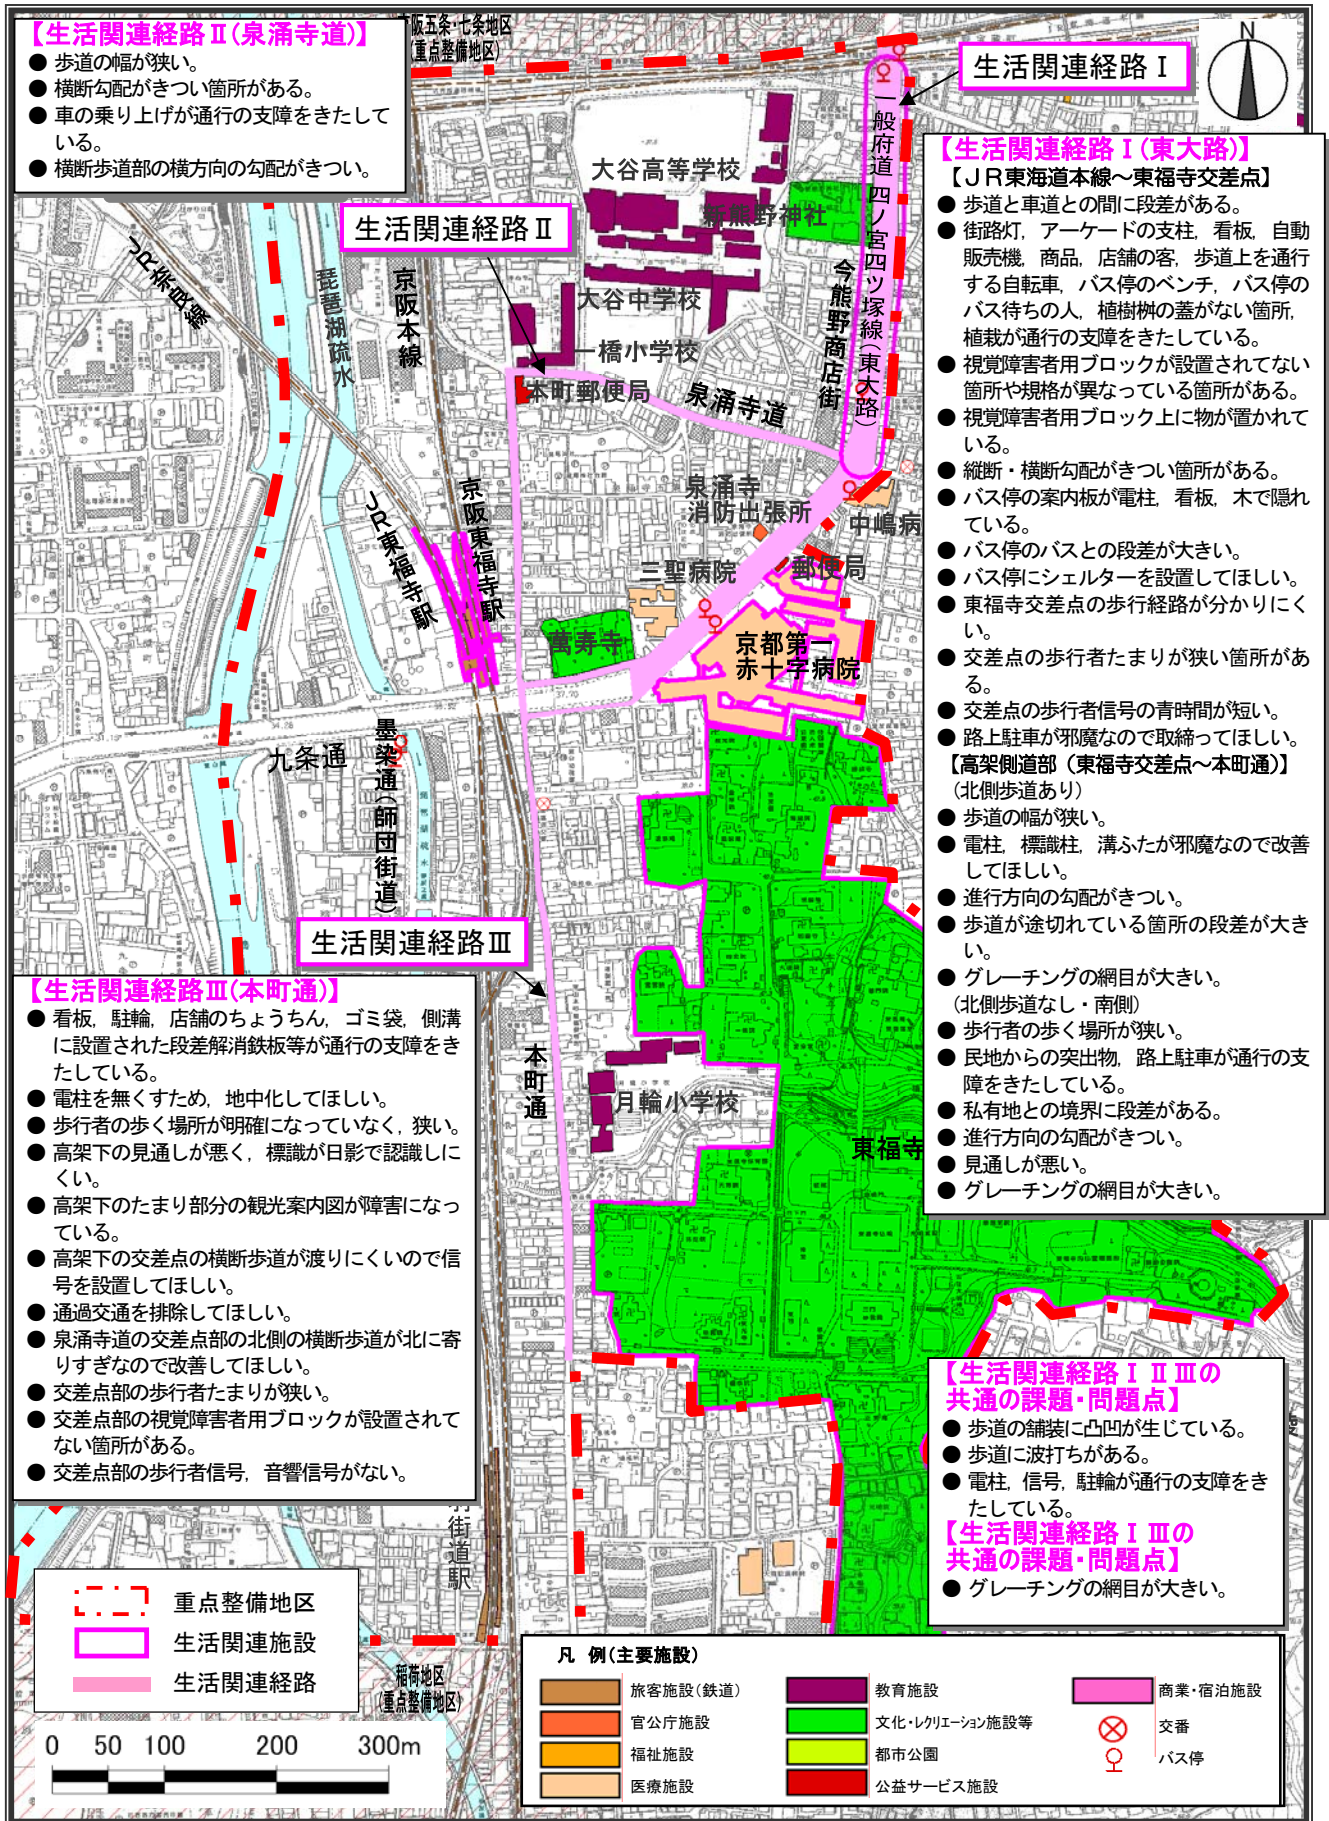 【生活関連経路Ⅱ(泉涌寺道)】
● 歩道の幅が狭い。
● 横断勾配がきつい箇所がある。
● 車の乗り上げが通行の支障をきたして
いる。
● 横断歩道部の横方向の勾配がきつい。
京阪五条・七条地区
(重点整備地区)
生活関連経路Ⅰ
N
生活関連経路Ⅱ
一般府道 四ノ宮四ツ塚線(東大路)
大谷高等学校
新熊野神社
大谷中学校
一橋小学校
本町郵便局
泉涌寺道
今熊野商店街
JR奈良線
琵琶湖疏水
京阪本線
泉涌寺
消防出張所
中嶋病
郵便局
三聖病院
京阪東福寺駅
JR東福寺駅
萬寿寺
京都第一
赤十字病院
九条通
墨染通(師団街道)
生活関連経路Ⅲ
本町通
月輪小学校
東福寺
【生活関連経路Ⅰ(東大路)】
【JR東海道本線～東福寺交差点】
● 歩道と車道との間に段差がある。
● 街路灯, アーケードの支柱, 看板, 自動
販売機, 商品, 店舗の客, 歩道上を通行
する自転車, バス停のベンチ, バス停の
バス待ちの人, 植樹桝の蓋がない箇所,
植栽が通行の支障をきたしている。
● 視覚障害者用ブロックが設置されてない
箇所や規格が異なっている箇所がある。
● 視覚障害者用ブロック上に物が置かれて
いる。
● 縦断・横断勾配がきつい箇所がある。
● バス停の案内板が電柱, 看板, 木で隠れ
ている。
● バス停のバスとの段差が大きい。
● バス停にシェルターを設置してほしい。
● 東福寺交差点の歩行経路が分かりにく
い。
● 交差点の歩行者たまりが狭い箇所があ
る。
● 交差点の歩行者信号の青時間が短い。
● 路上駐車が邪魔なので取締ってほしい。
【高架側道部 (東福寺交差点～本町通)】
(北側歩道あり)
● 歩道の幅が狭い。
● 電柱, 標識柱, 溝ふたが邪魔なので改善
してほしい。
● 進行方向の勾配がきつい。
● 歩道が途切れている箇所の段差が大き
い。
● グレーチングの網目が大きい。
(北側歩道なし・南側)
● 歩行者の歩く場所が狭い。
● 民地からの突出物, 路上駐車が通行の支
障をきたしている。
● 私有地との境界に段差がある。
● 進行方向の勾配がきつい。
● 見通しが悪い。
● グレーチングの網目が大きい。
【生活関連経路Ⅲ(本町通)】
● 看板, 駐輪, 店舗のちょうちん, ゴミ袋, 側溝
に設置された段差解消鉄板等が通行の支障をき
たしている。
● 電柱を無くすため, 地中化してほしい。
● 歩行者の歩く場所が明確になっていなく, 狭い。
● 高架下の見通しが悪く, 標識が日影で認識しに
くい。
● 高架下のたまり部分の観光案内図が障害になっ
ている。
● 高架下の交差点の横断歩道が渡りにくいので信
号を設置してほしい。
● 通過交通を排除してほしい。
● 泉涌寺道の交差点部の北側の横断歩道が北に寄
りすぎなので改善してほしい。
● 交差点部の歩行者たまりが狭い。
● 交差点部の視覚障害者用ブロックが設置されて
ない箇所がある。
● 交差点部の歩行者信号, 音響信号がない。
【生活関連経路Ⅰ Ⅱ Ⅲの
共通の課題・問題点】
● 歩道の舗装に凸凹が生じている。
● 歩道に波打ちがある。
● 電柱, 信号, 駐輪が通行の支障をき
たしている。
【生活関連経路Ⅰ Ⅲの
共通の課題・問題点】
● グレーチングの網目が大きい。
街道駅
重点整備地区
生活関連施設
生活関連経路
稲荷地区
(重点整備地区)
0 50 100 200 300m
凡 例(主要施設)
旅客施設(鉄道)
官公庁施設
福祉施設
医療施設
教育施設
文化・レクリエーション施設等
都市公園
公益サービス施設
商業・宿泊施設
交番
バス停